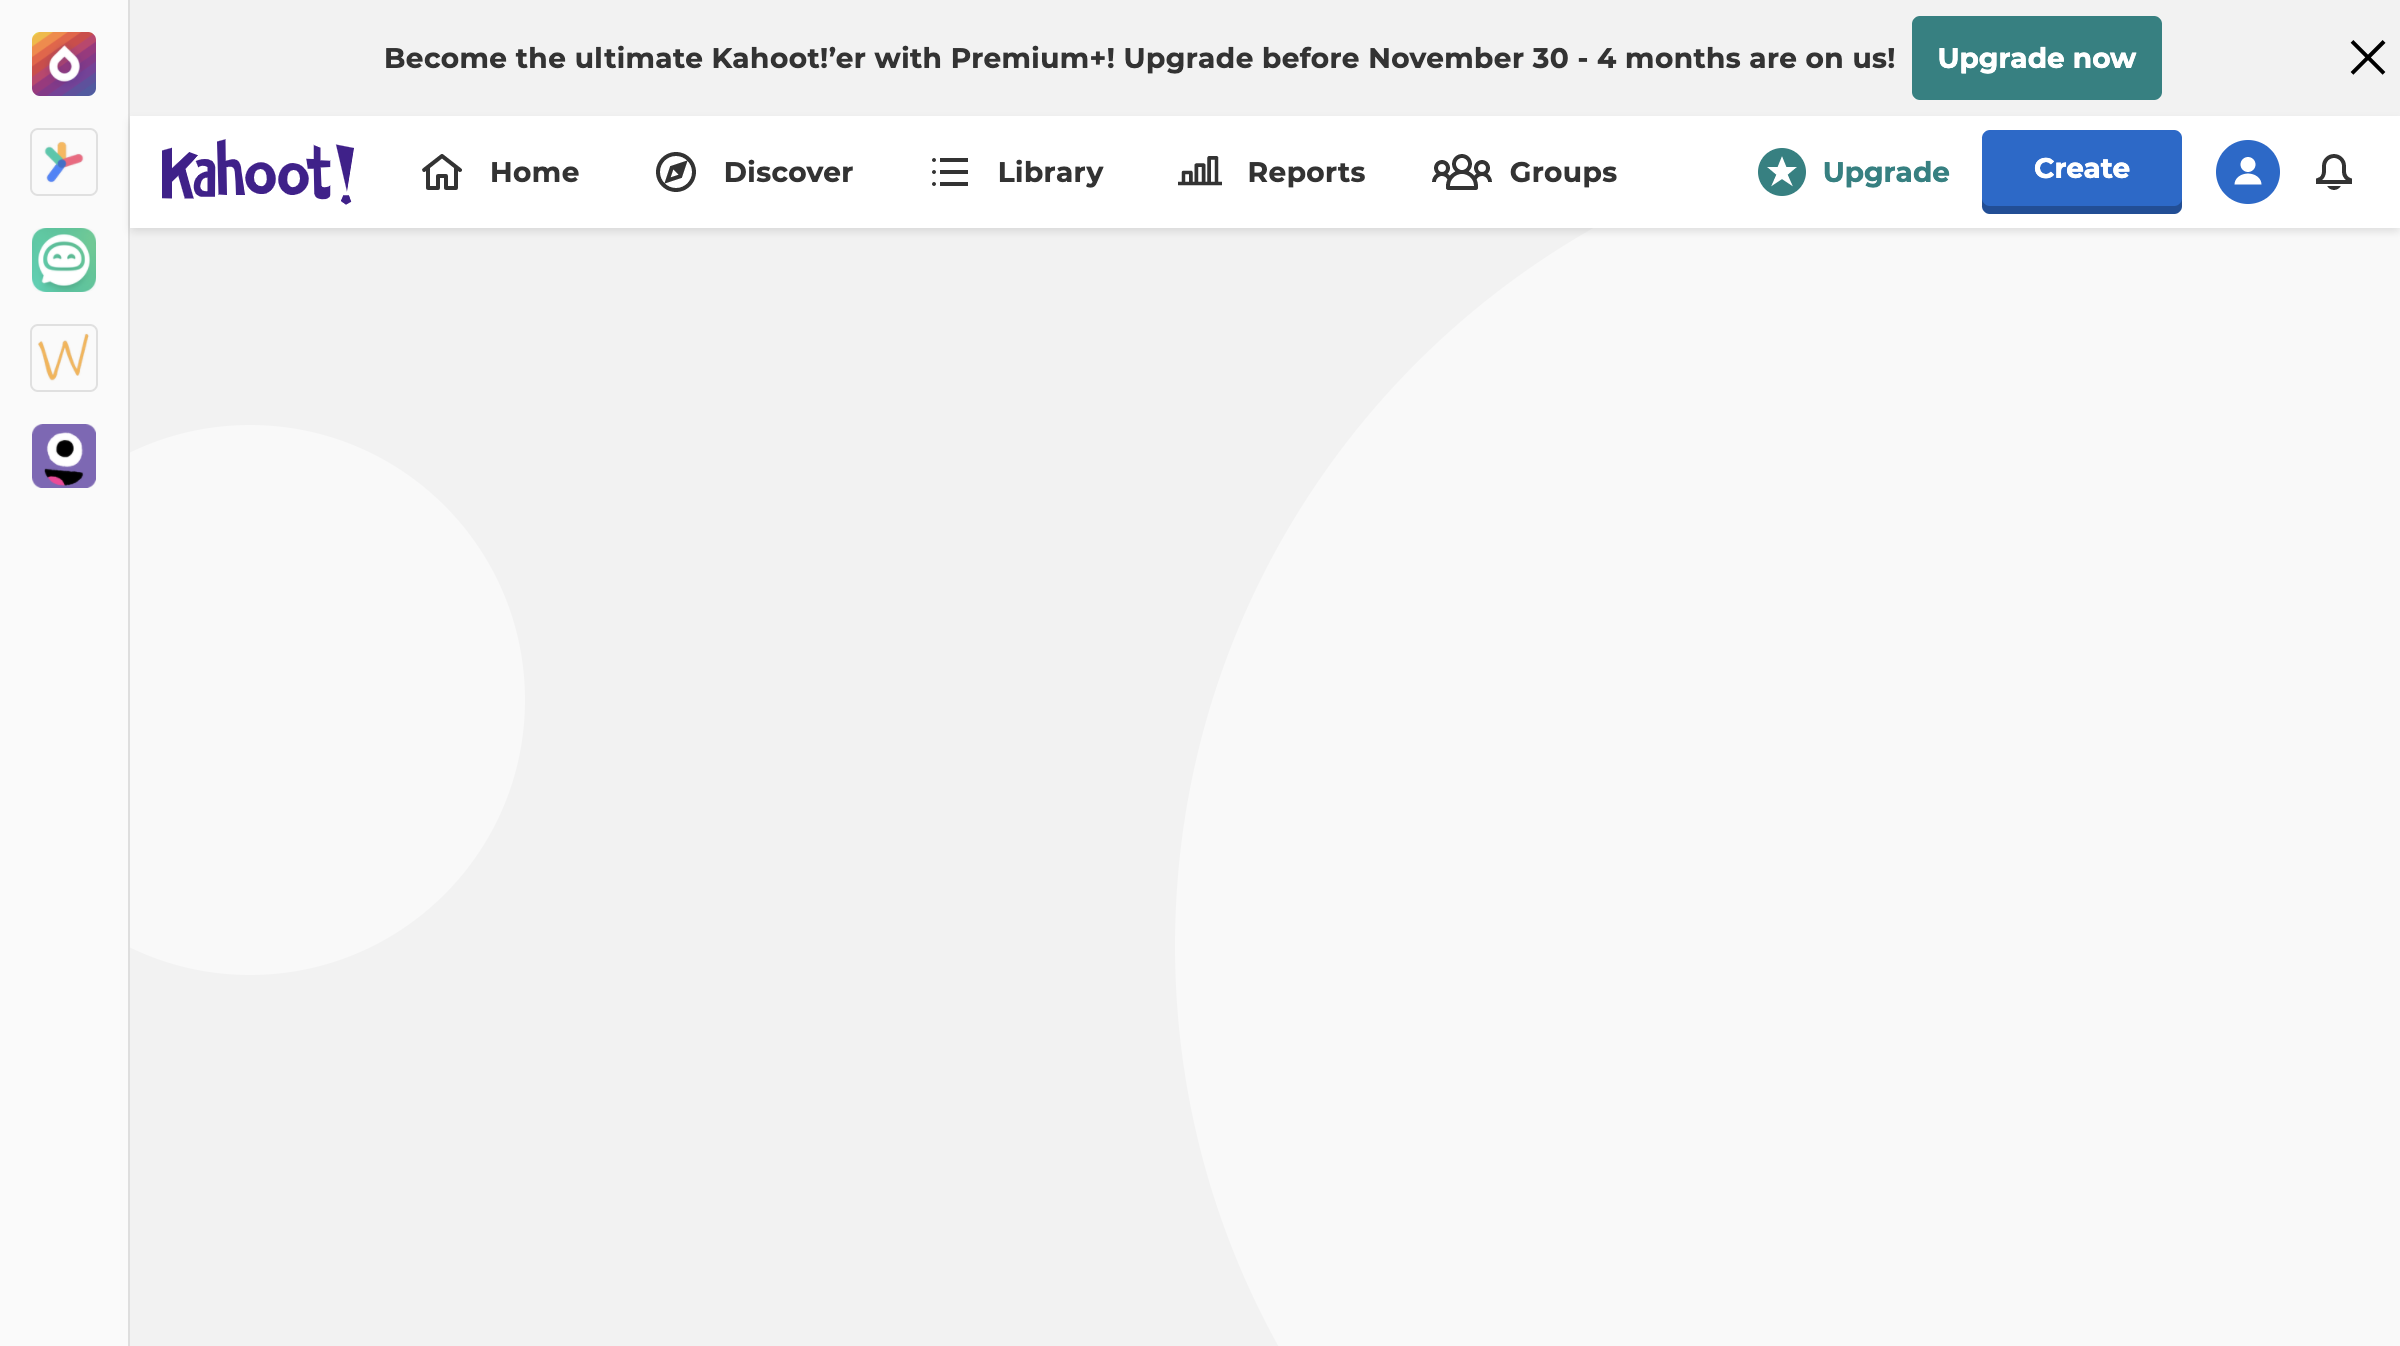 Become the ultimate Kahoot!’er with Premium+! Upgrade before November 30 - 4 months are on us! Upgrade now
Kahoot! Home Discover Library Reports Groups Upgrade Create
W